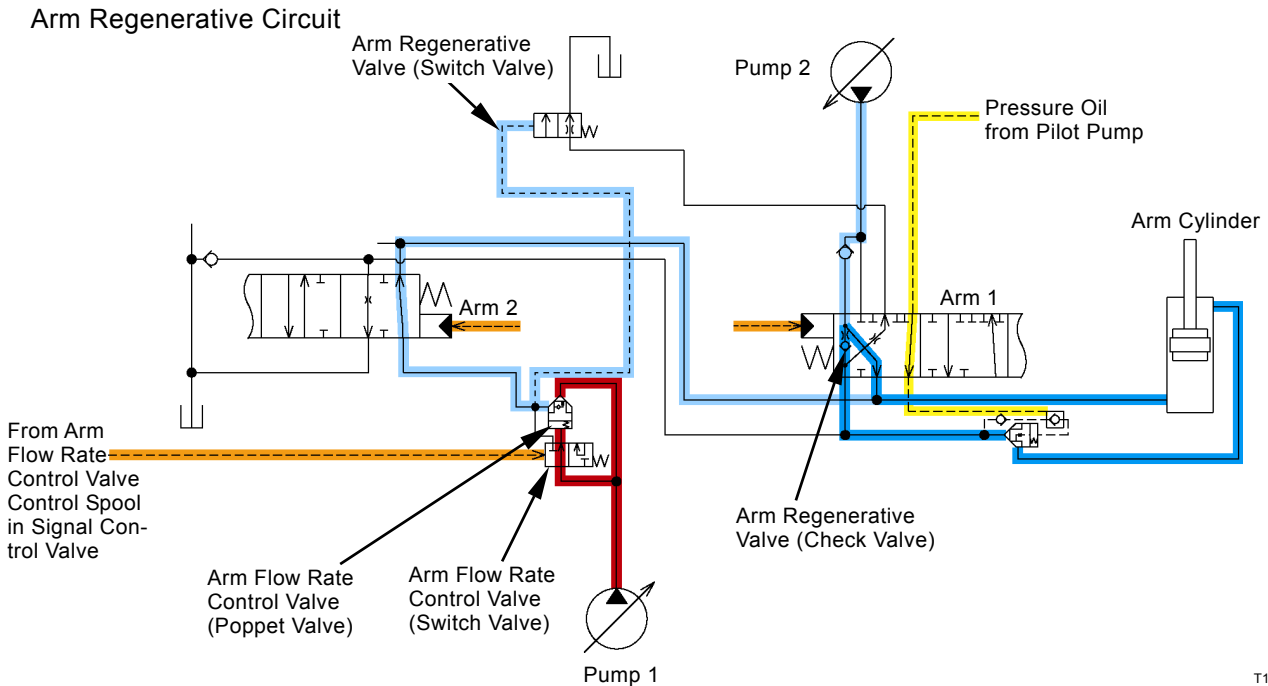 Arm Regenerative Circuit
Arm Regenerative
Valve (Switch Valve)
Pump 2
Pressure Oil
from Pilot Pump
Arm Cylinder
Arm 2
Arm 1
From Arm
Flow Rate
Control Valve
Control Spool
in Signal Con-
trol Valve
Arm Flow Rate
Control Valve
(Poppet Valve)
Arm Flow Rate
Control Valve
(Switch Valve)
Arm Regenerative
Valve (Check Valve)
Pump 1
T1